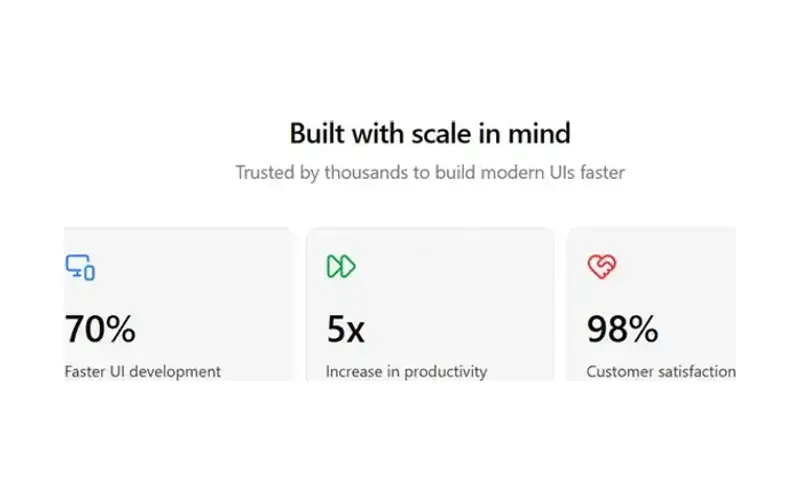 Built with scale in mind
Trusted by thousands to build modern UIs faster
70%
Faster UI development
5x
Increase in productivity
98%
Customer satisfaction